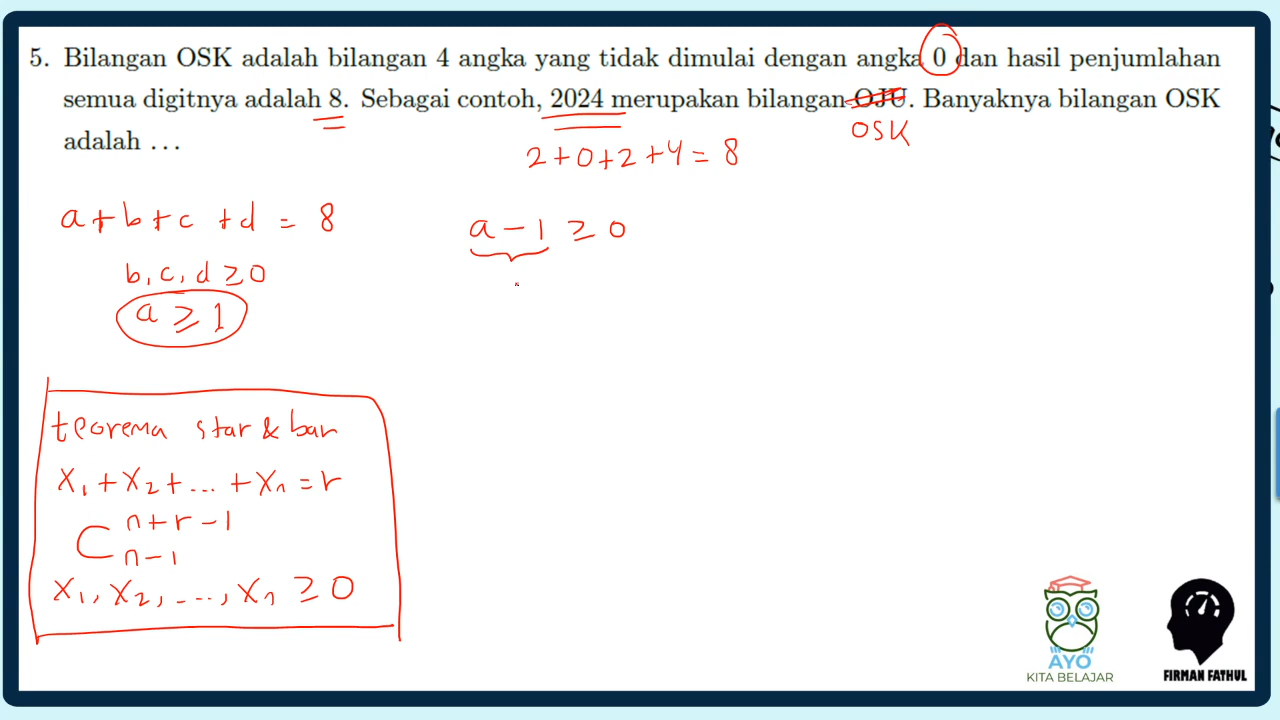 5. Bilangan OSK adalah bilangan 4 angka yang tidak dimulai dengan angka 0 dan hasil penjumlahan
semua digitnya adalah 8. Sebagai contoh, 2024 merupakan bilangan OJU. Banyaknya bilangan OSK
OSK
adalah ...
2+0+2+4=8
a+b+c+d = 8
a-1 ≥ 0
b, c, d ≥ 0
a ≥ 1
teorema star & bar
x₁+x₂+...+xₙ=r
C n+r-1
n-1
x₁, x₂, ..., xₙ ≥ 0
AYO
KITA BELAJAR
FIRMAN FATHUL